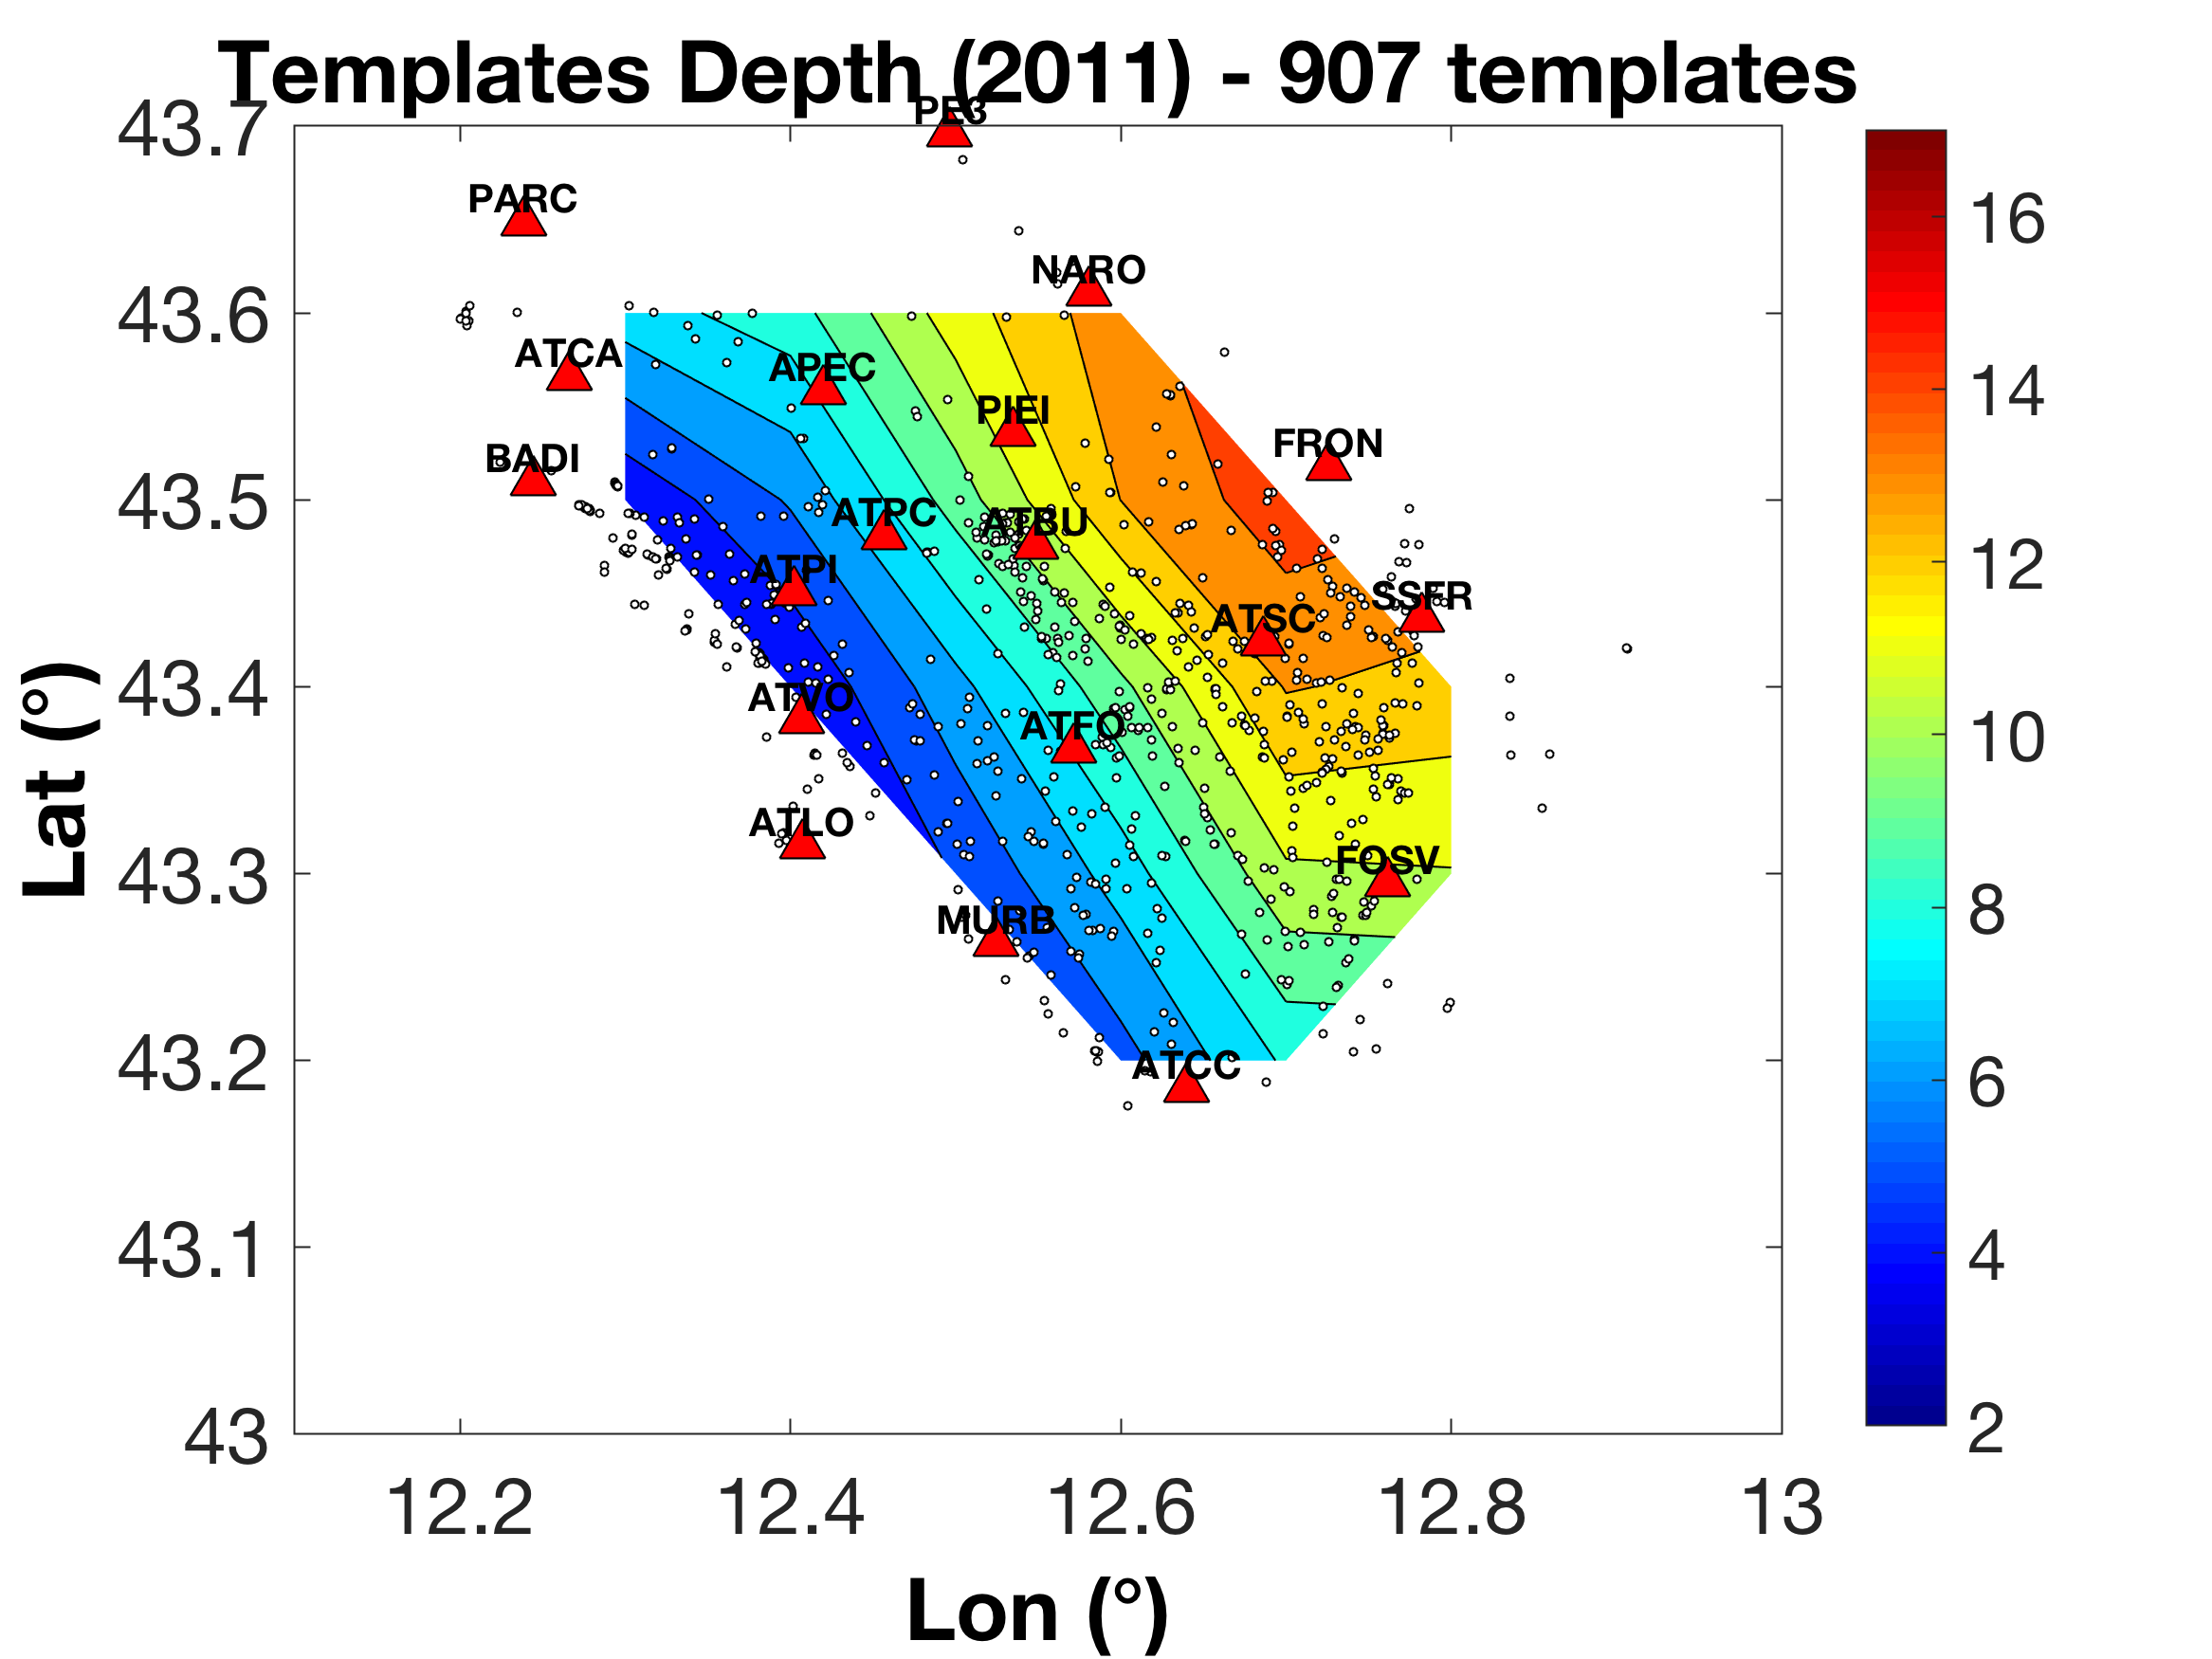 Templates Depth (2011) - 907 templates
PE3
43.7
PARC
16
NARO
43.6
ATCA
APEC
14
PIEI
FRON
BADI
43.5
ATPC
ATBU
12
ATPI
SSFR
ATSC
43.4
ATVO
ATFO
10
Lat (°)
ATLO
43.3
FOSV
8
MURB
43.2
ATCC
6
43.1
4
43
2
12.2
12.4
12.6
12.8
13
Lon (°)